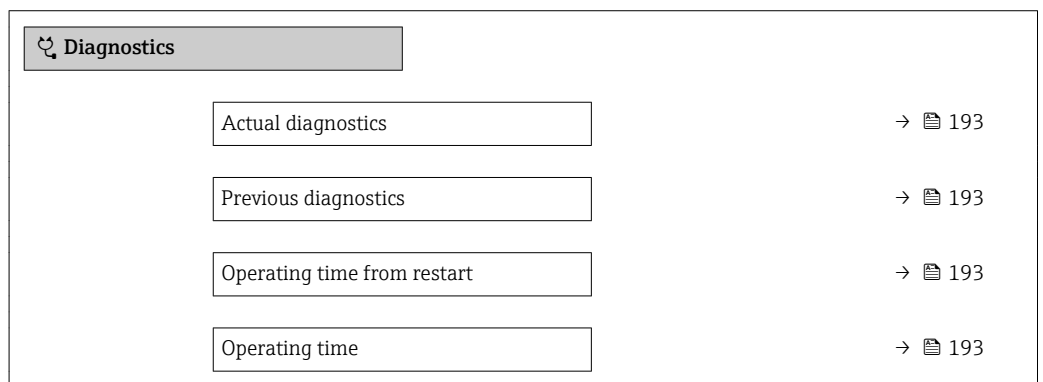 Diagnostics
Actual diagnostics → 193
Previous diagnostics → 193
Operating time from restart → 193
Operating time → 193